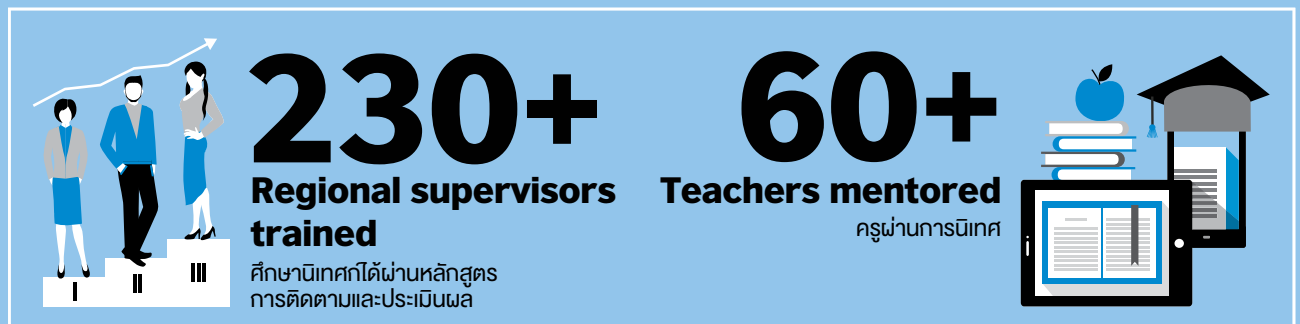 230+
Regional supervisors
trained
ศึกษานิเทศก์ได้ผ่านหลักสูตร
การติดตามและประเมินผล
60+
Teachers mentored
ครูผ่านการนิเทศ
I
II
III